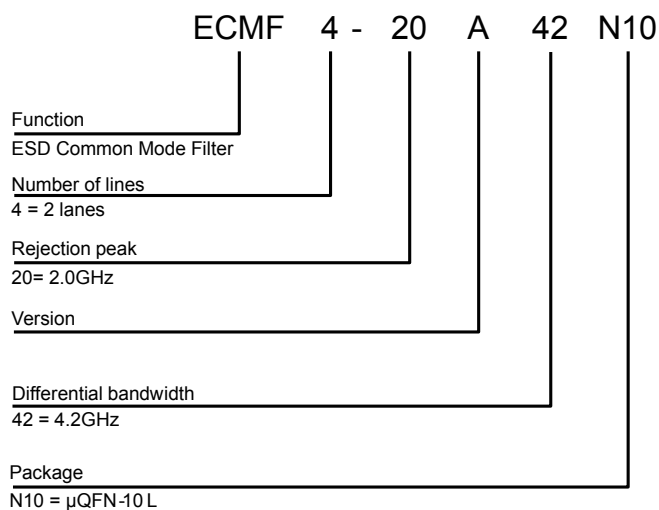 ECMF 4 - 20 A 42 N10
Function
ESD Common Mode Filter
Number of lines
4 = 2 lanes
Rejection peak
20= 2.0GHz
Version
Differential bandwidth
42 = 4.2GHz
Package
N10 = µQFN-10 L